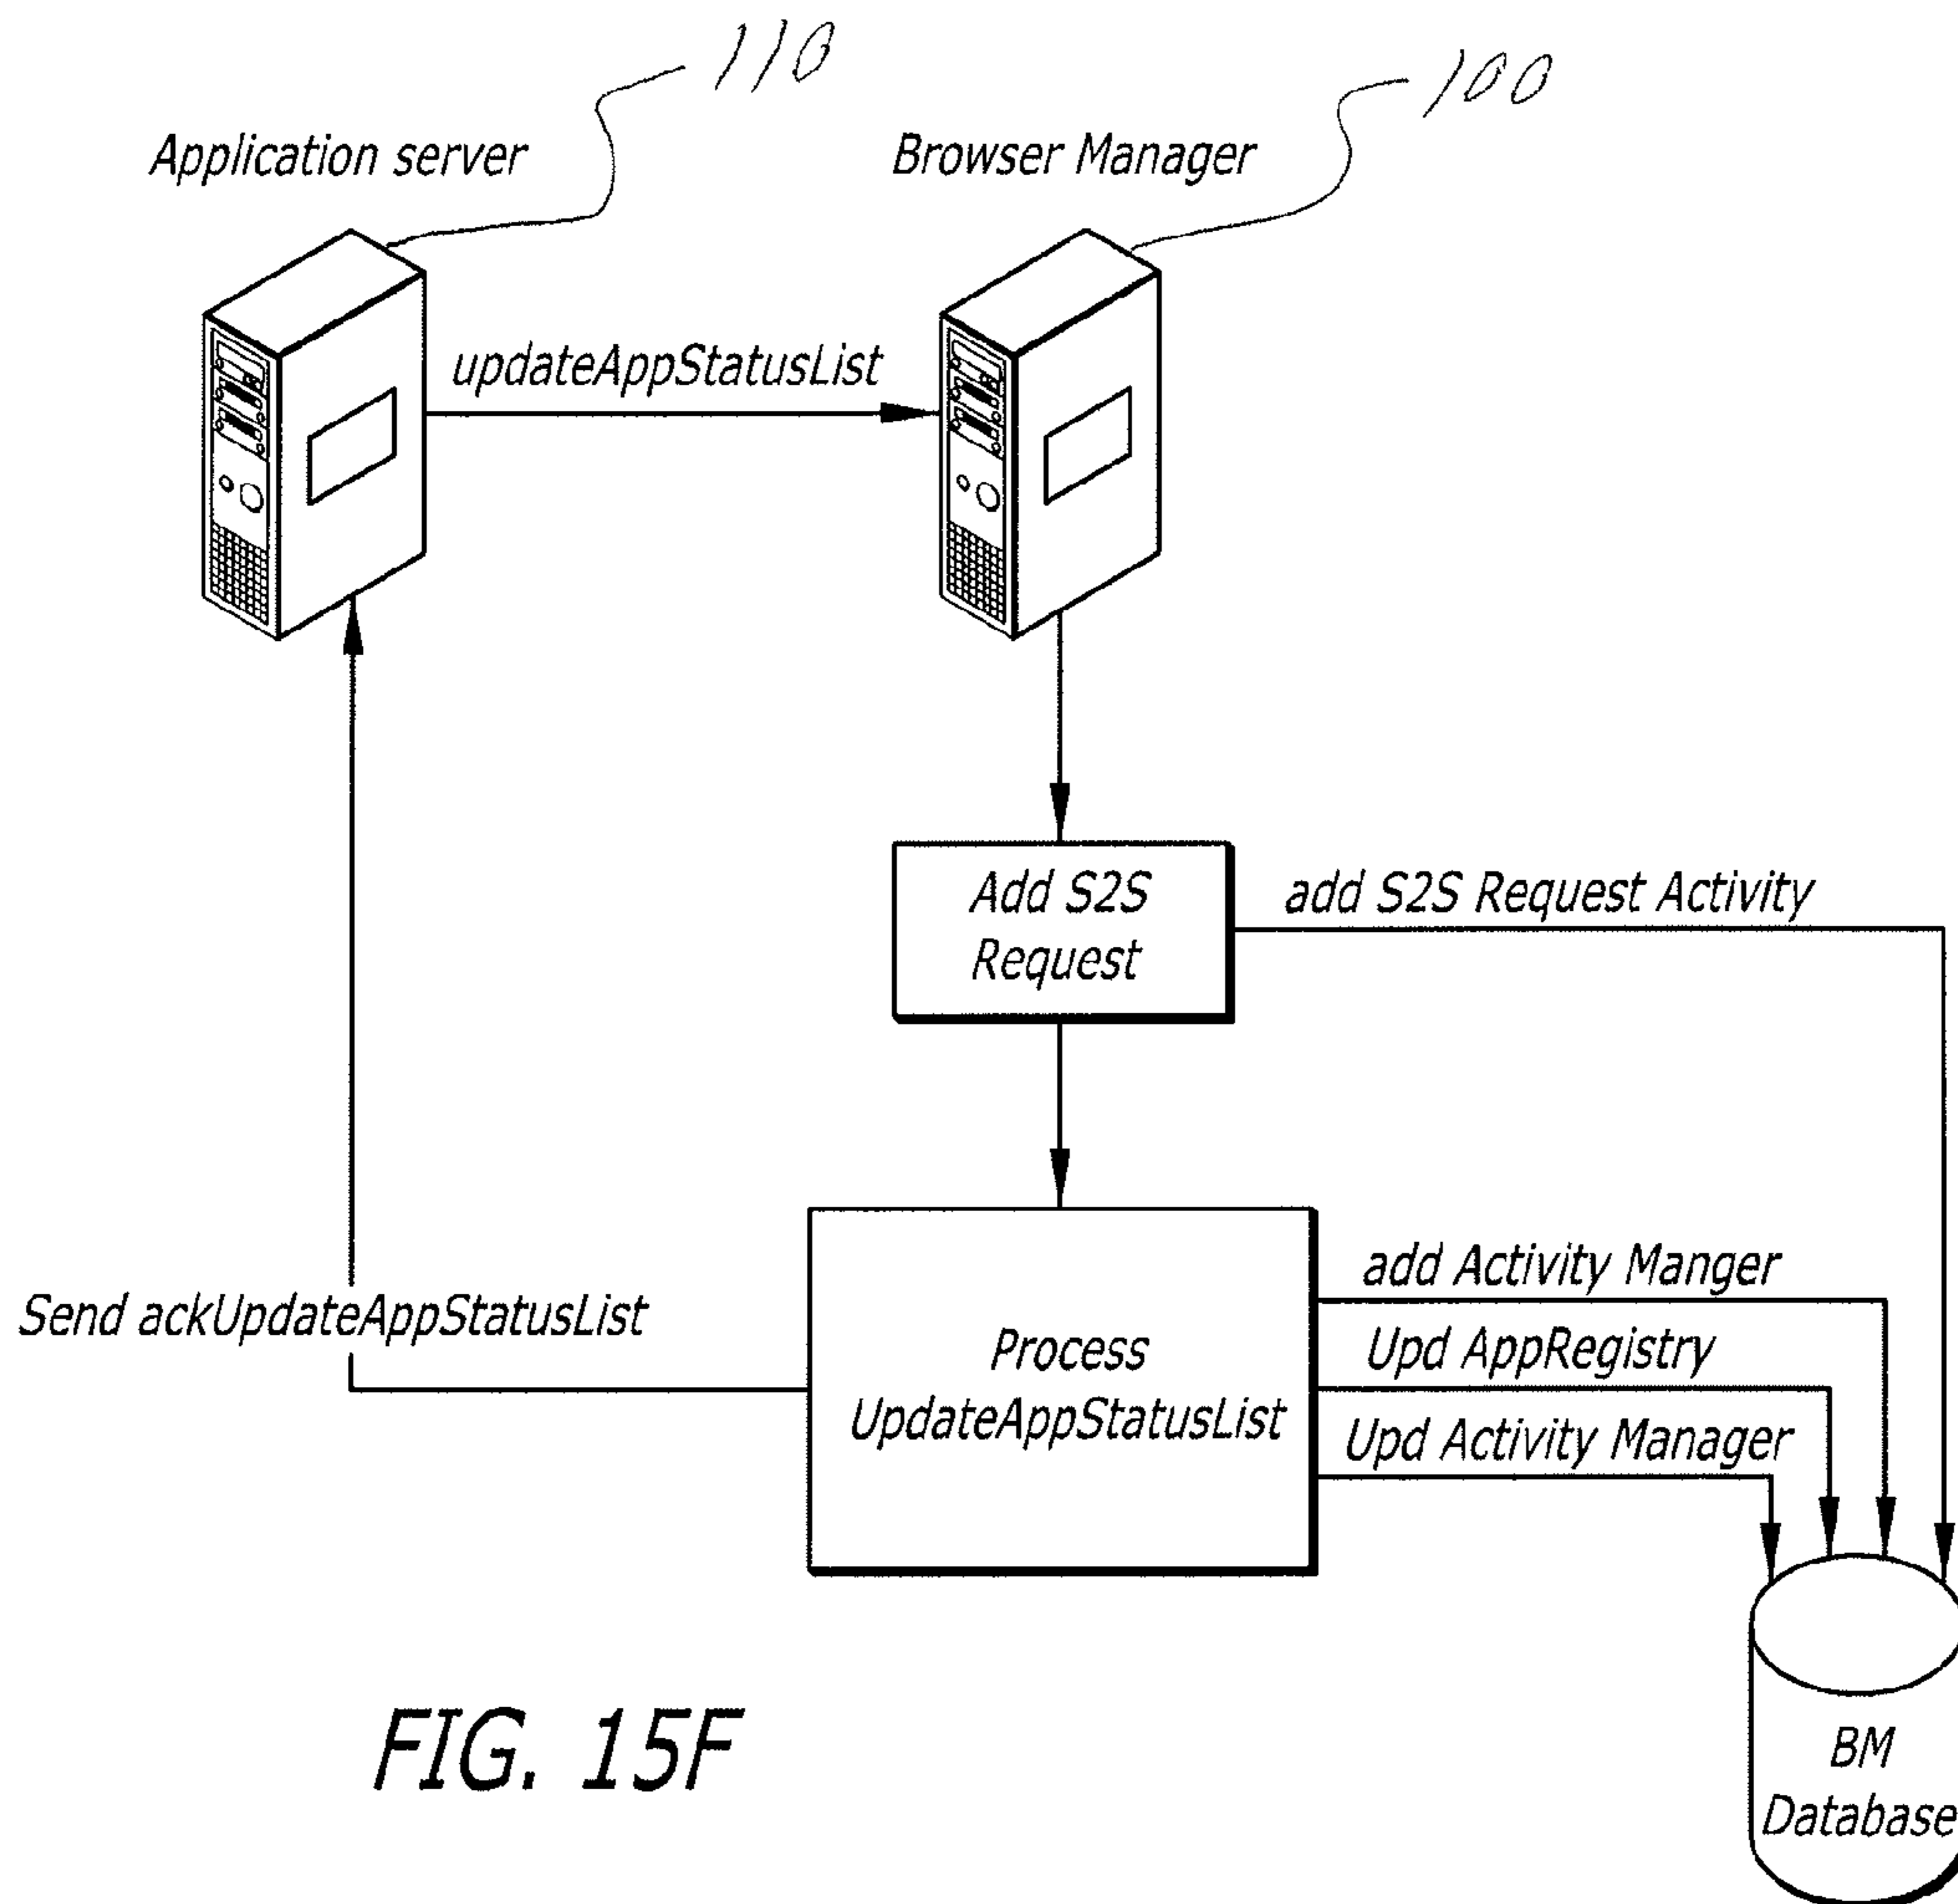 110
100
Application server
Browser Manager
updateAppStatusList
Add S2S
Request
add S2S Request Activity
Send ackUpdateAppStatusList
Process
UpdateAppStatusList
add Activity Manger
Upd AppRegistry
Upd Activity Manager
BM
Database
FIG. 15F